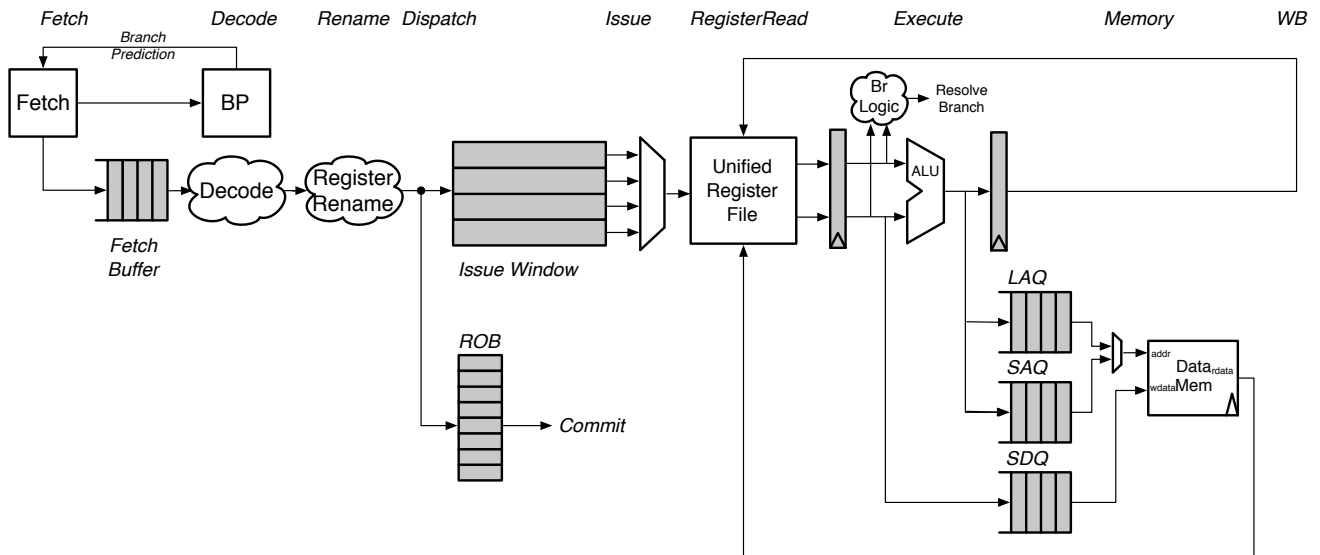 Fetch
Decode
Rename
Dispatch
Issue
RegisterRead
Execute
Memory
WB
Branch
Prediction
Fetch
BP
Br
Logic
Resolve
Branch
Decode
Register
Rename
Unified
Register
File
ALU
Fetch
Buffer
Issue Window
LAQ
ROB
SAQ
addr
Data
rdata
wdata
Mem
Commit
SDQ